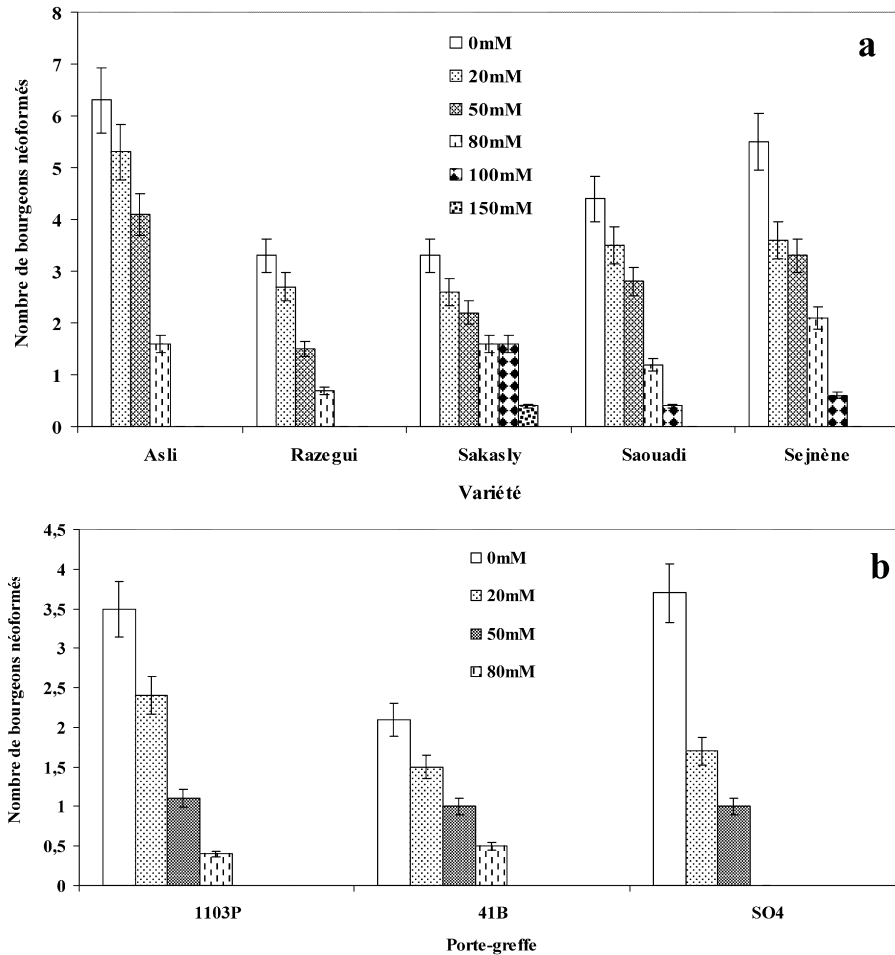 a
Nombre de bourgeons néoformés
8
7
6
5
4
3
2
1
0
0mM
20mM
50mM
80mM
100mM
150mM
Asli Razegui Sakasly Saouadi Sejnène
Variété
b
Nombre de bourgeons néoformés
4,5
4
3,5
3
2,5
2
1,5
1
0,5
0
0mM
20mM
50mM
80mM
1103P 41B SO4
Porte-greffe